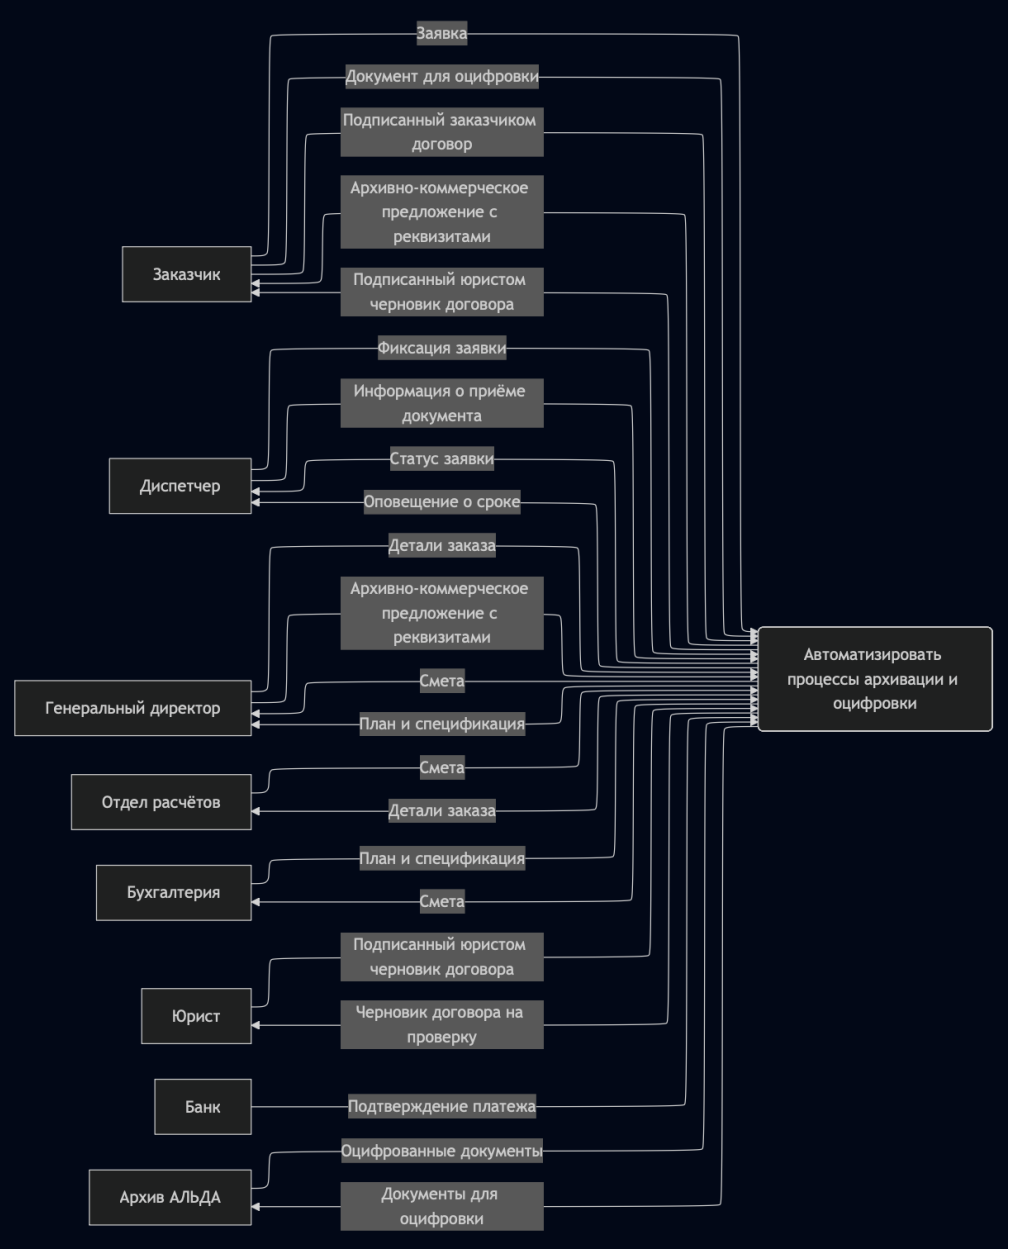 Заявка
Документ для оцифровки
Подписанный заказчиком
договор
Архивно-коммерческое
предложение с
реквизитами
Заказчик
Подписанный юристом
черновик договора
Фиксация заявки
Информация о приёме
документа
Статус заявки
Диспетчер
Оповещение о сроке
Детали заказа
Архивно-коммерческое
предложение с
реквизитами
Автоматизировать
процессы архивации и
оцифровки
Смета
Генеральный директор
План и спецификация
Смета
Отдел расчётов
Детали заказа
План и спецификация
Бухгалтерия
Смета
Подписанный юристом
черновик договора
Юрист
Черновик договора на
проверку
Банк
Подтверждение платежа
Оцифрованные документы
Архив АЛЬДА
Документы для
оцифровки